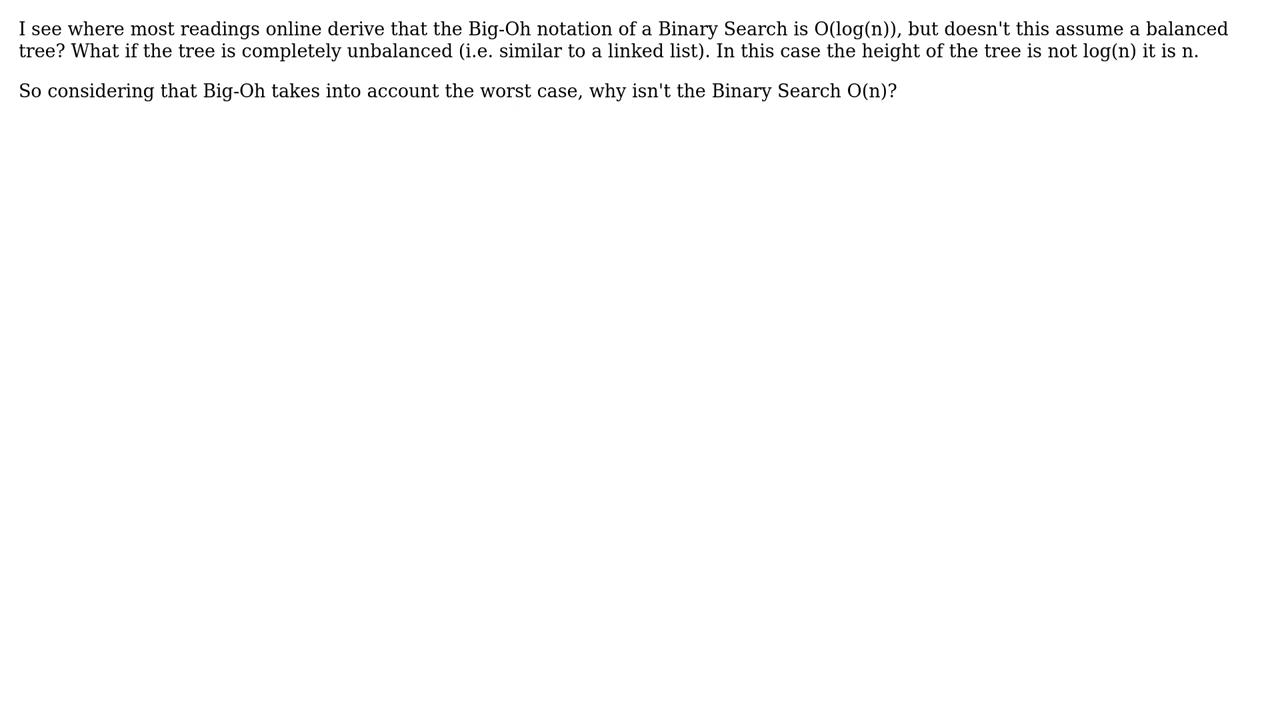 I see where most readings online derive that the Big-Oh notation of a Binary Search is O(log(n)), but doesn't this assume a balanced
tree? What if the tree is completely unbalanced (i.e. similar to a linked list). In this case the height of the tree is not log(n) it is n.
So considering that Big-Oh takes into account the worst case, why isn't the Binary Search O(n)?